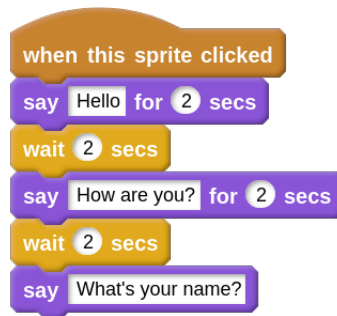 when this sprite clicked
say Hello for 2 secs
wait 2 secs
say How are you? for 2 secs
wait 2 secs
say What's your name?